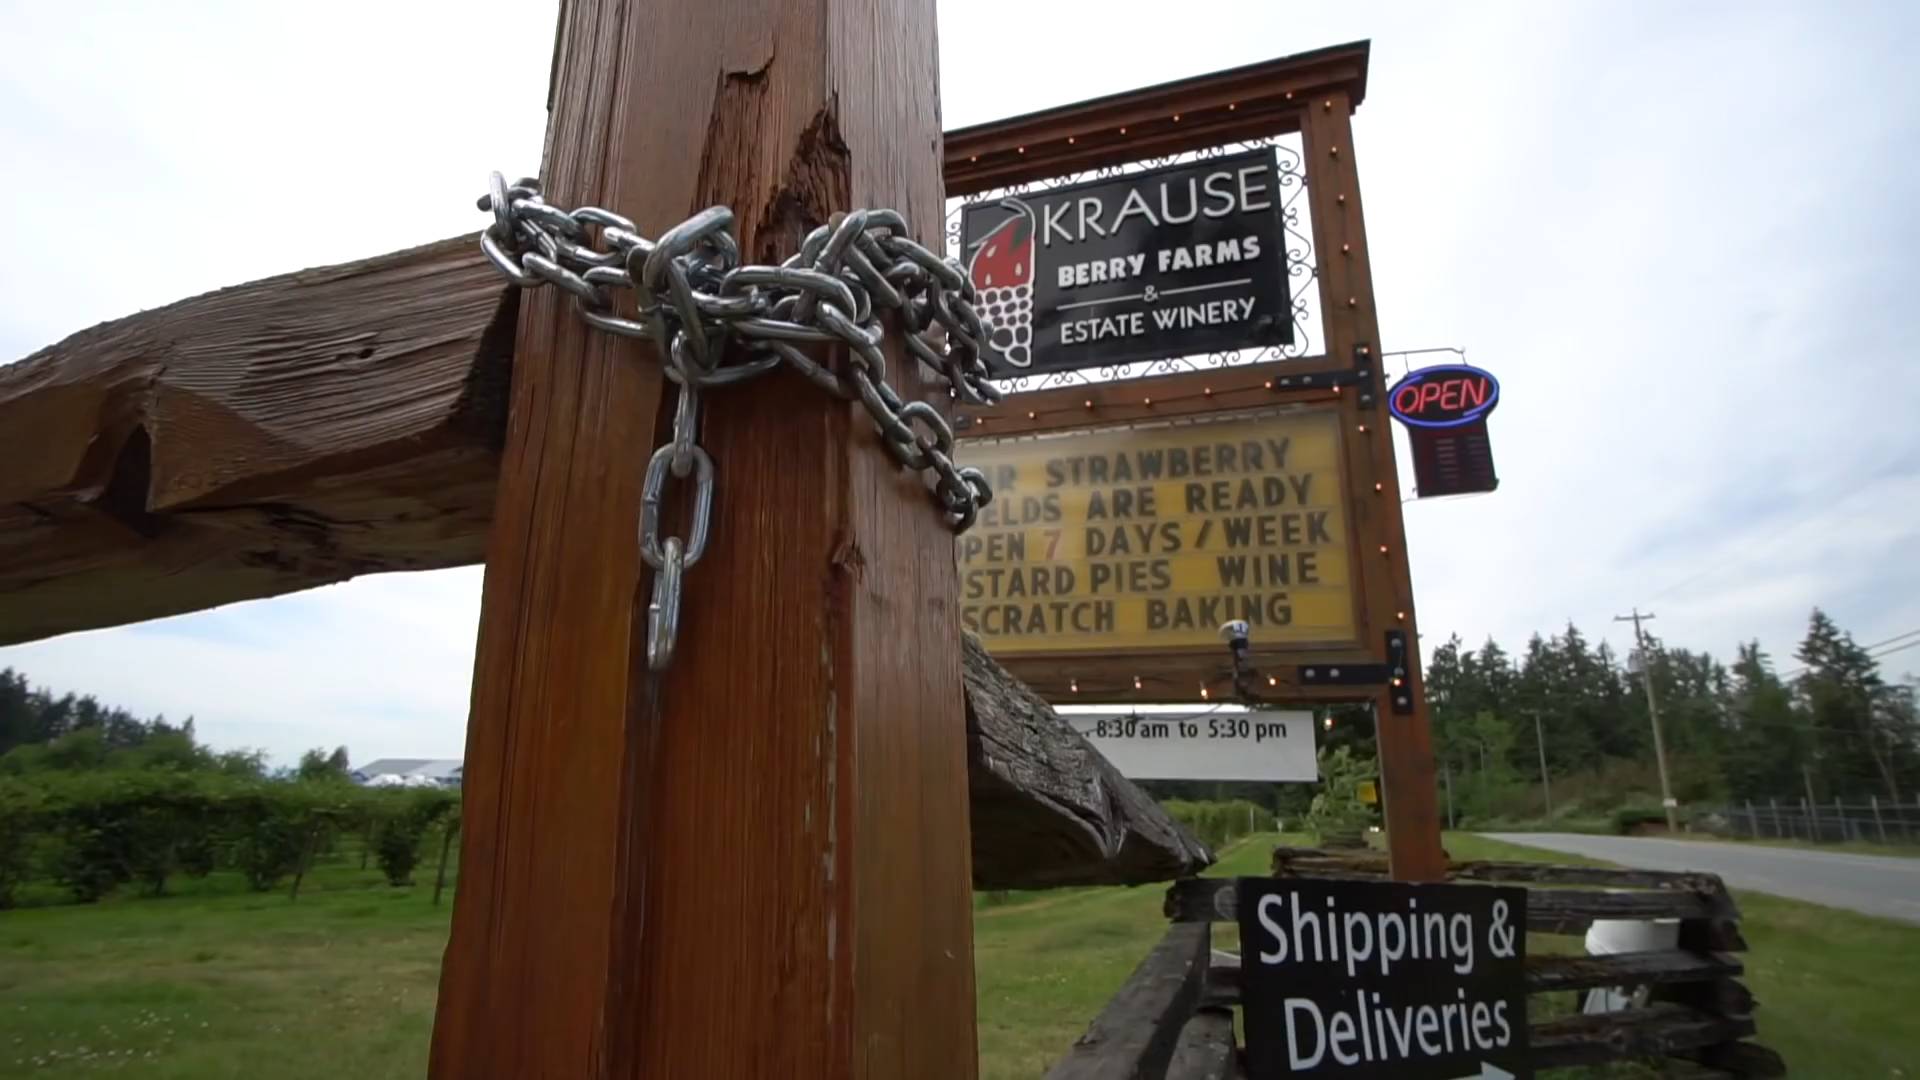 KRAUSE
BERRY FARMS
&
ESTATE WINERY
OPEN
STRAWBERRY
ARE READY
7 DAYS/WEEK
PIES WINE
SCRATCH BAKING
8:30 am to 5:30 pm
Shipping &
Deliveries